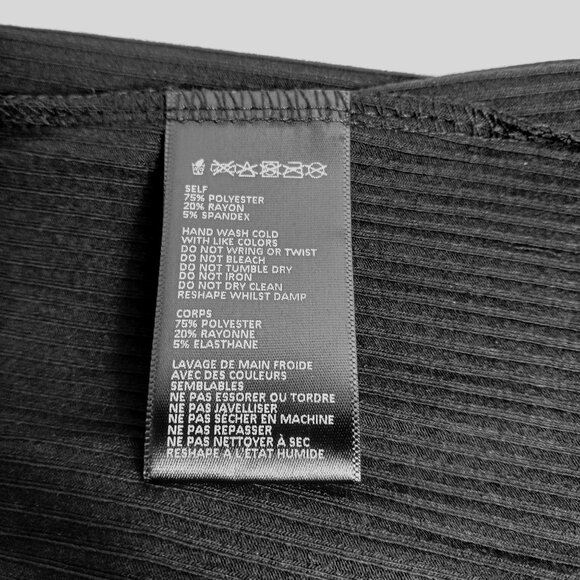 SELF
75% POLYESTER
20% RAYON
5% SPANDEX
HAND WASH COLD
WITH LIKE COLORS
DO NOT WRING OR TWIST
DO NOT BLEACH
DO NOT TUMBLE DRY
DO NOT IRON
DO NOT DRY CLEAN
RESHAPE WHILST DAMP
CORPS
75% POLYESTER
20% RAYONNE
5% ELASTHANE
LAVAGE DE MAIN FROIDE
AVEC DES COULEURS
SEMBLABLES
NE PAS ESSORER OU TORDRE
NE PAS JAVELLISER
NE PAS SÉCHER EN MACHINE
NE PAS REPASSER
NE PAS NETTOYER À SEC
RESHAPE À L'ÉTAT HUMIDE